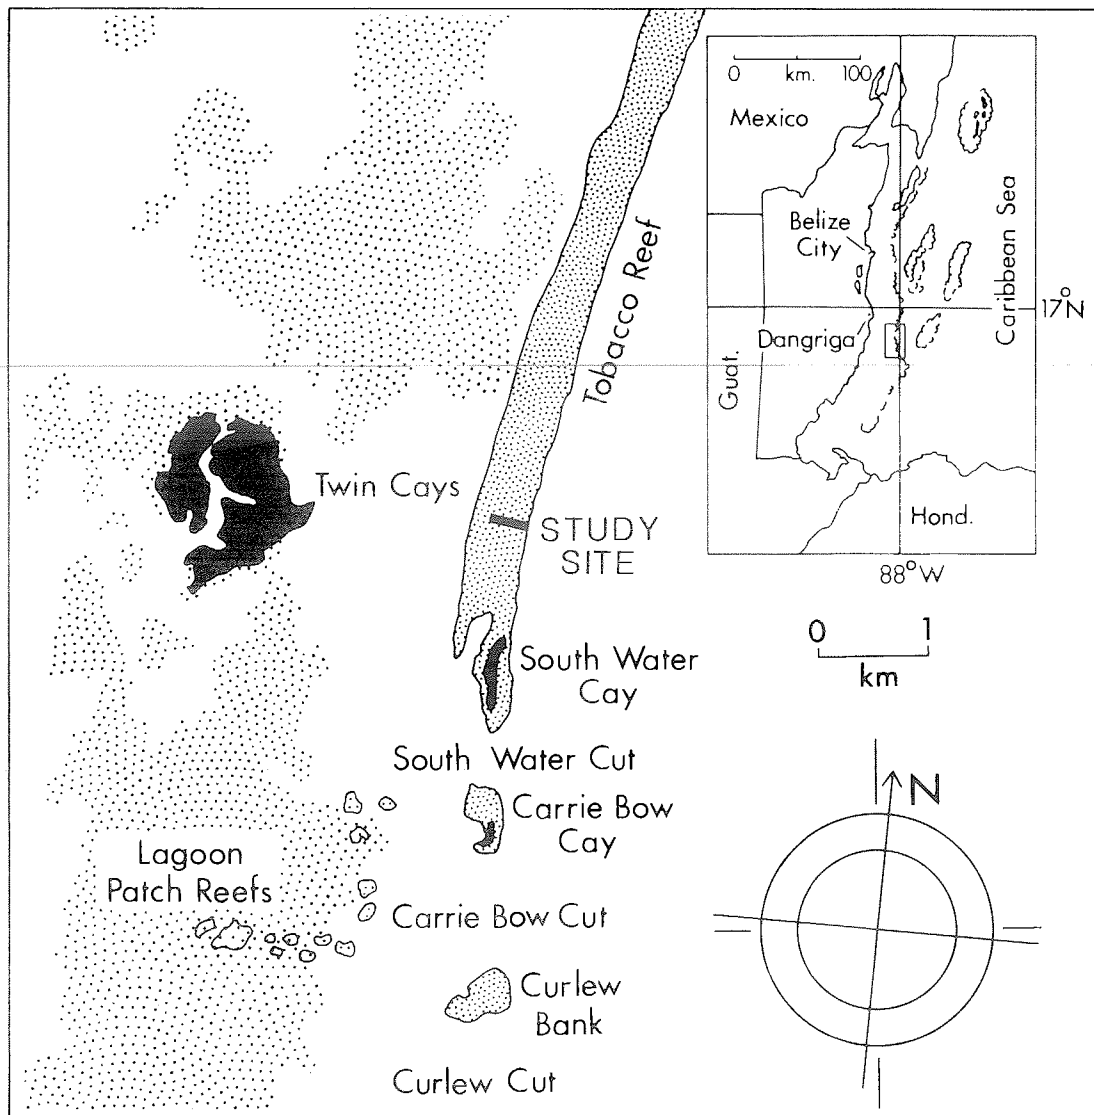 Tobacco Reef
Twin Cays
STUDY
SITE
South Water
Cay
South Water Cut
Carrie Bow
Cay
Lagoon
Patch Reefs
Carrie Bow Cut
Curlew
Bank
Curlew Cut
0 km. 100
Mexico
Belize
City
Caribbean Sea
17°N
Dangriga
Guat.
Hond.
88°W
0 1
km
N